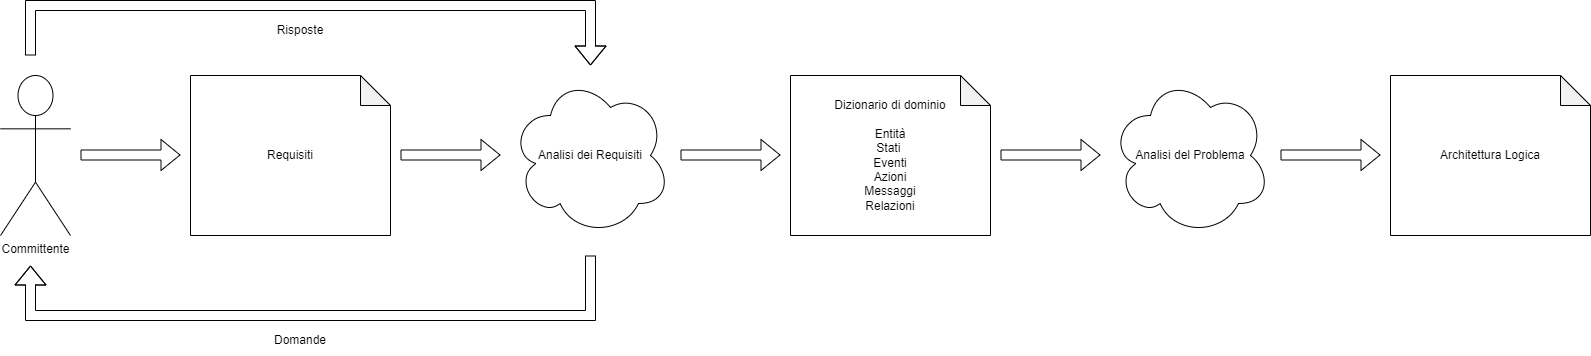 Risposte
Committente
Requisiti
Analisi dei Requisiti
Dizionario di dominio
Entità
Stati
Eventi
Azioni
Messaggi
Relazioni
Analisi del Problema
Architettura Logica
Domande